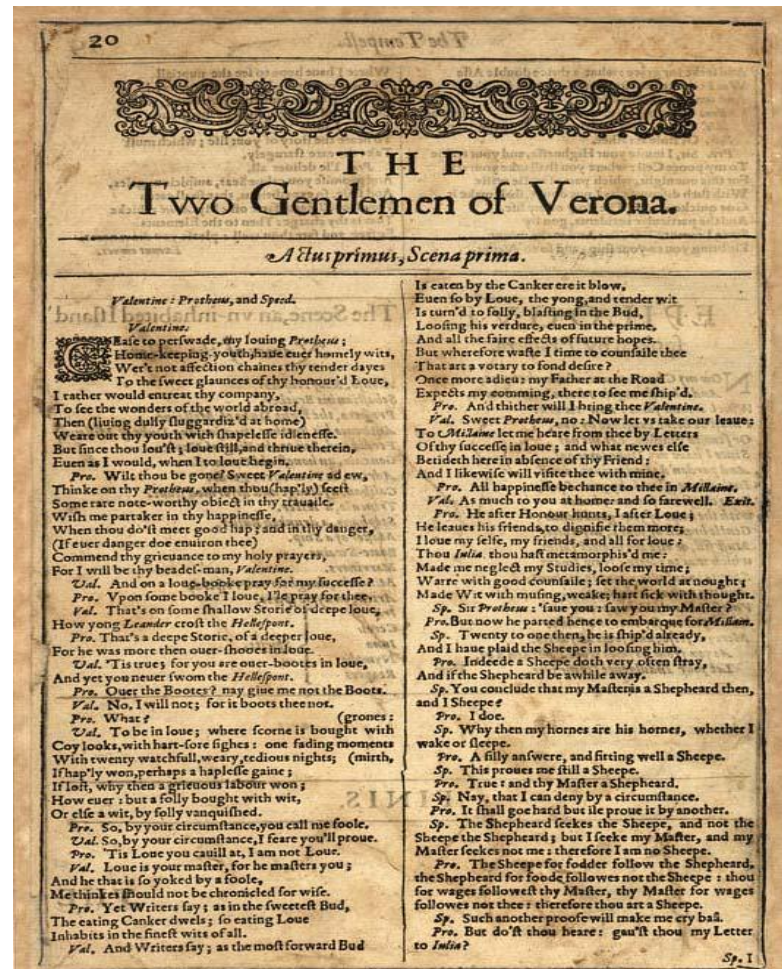 20
THE
Two Gentlemen of Verona.
Actus primus, Scena prima.
Valentine: Protheus, and Speed.
Valentine.
CEase to perswade, my louing Protheus;
Home-keeping-youth, haue euer homely wits,
Wer't not affection chaines thy tender dayes
To the sweet glaunces of thy honour'd Loue,
I rather would entreat thy company,
To see the wonders of the world abroad,
Then (liuing dully sluggardiz'd at home)
Weare out thy youth with shapelesse idlenesse.
But since thou lou'st; loue still, and thriue therein,
Euen as I would, when I to loue begin.
Pro. Wilt thou be gone? Sweet Valentine adew,
Thinke on thy Protheus, when thou (hap'ly) seest
Some rare note-worthy obiect in thy trauaile.
Wish me partaker in thy happinesse,
When thou do'st meet good hap; and in thy danger,
(If euer danger doe enuiron thee)
Commend thy grieuance to my holy prayers,
For I will be thy beadef-man, Valentine.
Val. And on a loue-booke pray for my successe?
Pro. Vpon some booke I loue, I'le pray for thee.
Val. That's on some shallow Storie of deepe loue,
How yong Leander crost the Hellespont.
Pro. That's a deepe Storie, of a deeper loue,
For he was more then ouer-shooes in loue.
Val. 'Tis true; for you are ouer-bootes in loue,
And yet you neuer swom the Hellespont.
Pro. Ouer the Bootes? nay giue me not the Boots.
Val. No, I will not; for it boots thee not.
Pro. What? (grones:
Val. To be in loue; where scorne is bought with
Coy looks, with hart-sore sighes: one fading moments
With twenty watchfull, weary, tedious nights; (mirth,
If hap'ly won, perhaps a haplesse gaine;
If lost, why then a grieuous labour won;
How euer: but a folly bought with wit,
Or else a wit, by folly vanquished.
Pro. So, by your circumstance, you call me foole.
Val. So, by your circumstance, I feare you'll proue.
Pro. 'Tis Loue you cauill at, I am not Loue.
Val. Loue is your master, for he masters you;
And he that is so yoked by a foole,
Me thinkes should not be chronicled for wise.
Pro. Yet Writers say; as in the sweetest Bud,
The eating Canker dwels; so eating Loue
Inhabits in the finest wits of all.
Val. And Writers say; as the most forward Bud
Is eaten by the Canker ere it blow,
Euen so by Loue, the yong, and tender wit
Is turn'd to folly, blasting in the Bud,
Loosing his verdure, euen in the prime,
And all the faire effects of future hopes.
But wherefore waste I time to counsaile thee
That art a votary to fond desire?
Once more adieu: my Father at the Road
Expects my comming, there to see me ship'd.
Pro. And thither will I bring thee Valentine.
Val. Sweet Protheus, no: Now let vs take our leaue:
To Millaine let me heare from thee by Letters
Of thy successe in loue; and what newes else
Betideth here in absence of thy Friend:
And I likewise will visite thee with mine.
Pro. All happinesse bechance to thee in Millaine.
Val. As much to you at home: and so farewell. Exit.
Pro. He after Honour hunts, I after Loue;
He leaues his friends, to dignifie them more;
I loue my selfe, my friends, and all for loue:
Thou Iulia thou hast metamorphis'd me:
Made me neglect my Studies, loose my time;
Warre with good counsaile; set the world at nought;
Made Wit with musing, weake; hart sick with thought.
Sp. Sir Protheus: 'saue you: saw you my Master?
Pro. But now he parted hence to embarque for Millain.
Sp. Twenty to one then, he is ship'd already,
And I haue plaid the Sheepe in loosing him.
Pro. Indeede a Sheepe doth very often stray,
And if the Shepheard be awhile away.
Sp. You conclude that my Master is a Shepheard then,
and I Sheepe?
Pro. I doe.
Sp. Why then my hornes are his hornes, whether I
wake or sleepe.
Pro. A silly answere, and fitting well a Sheepe.
Sp. This proues me still a Sheepe.
Pro. True: and thy Master a Shepheard.
Sp. Nay, that I can deny by a circumstance.
Pro. It shall goe hard but ile proue it by another.
Sp. The Shepheard seekes the Sheepe, and not the
Sheepe the Shepheard; but I seeke my Master, and my
Master seekes not me: therefore I am no Sheepe.
Pro. The Sheepe for fodder follow the Shepheard,
the Shepheard for foode followes not the Sheepe: thou
for wages followest thy Master, thy Master for wages
followes not thee: therefore thou art a Sheepe.
Sp. Such another proofe will make me cry baâ.
Pro. But do'st thou heare: gau'st thou my Letter
to Iulia?
Sp. I